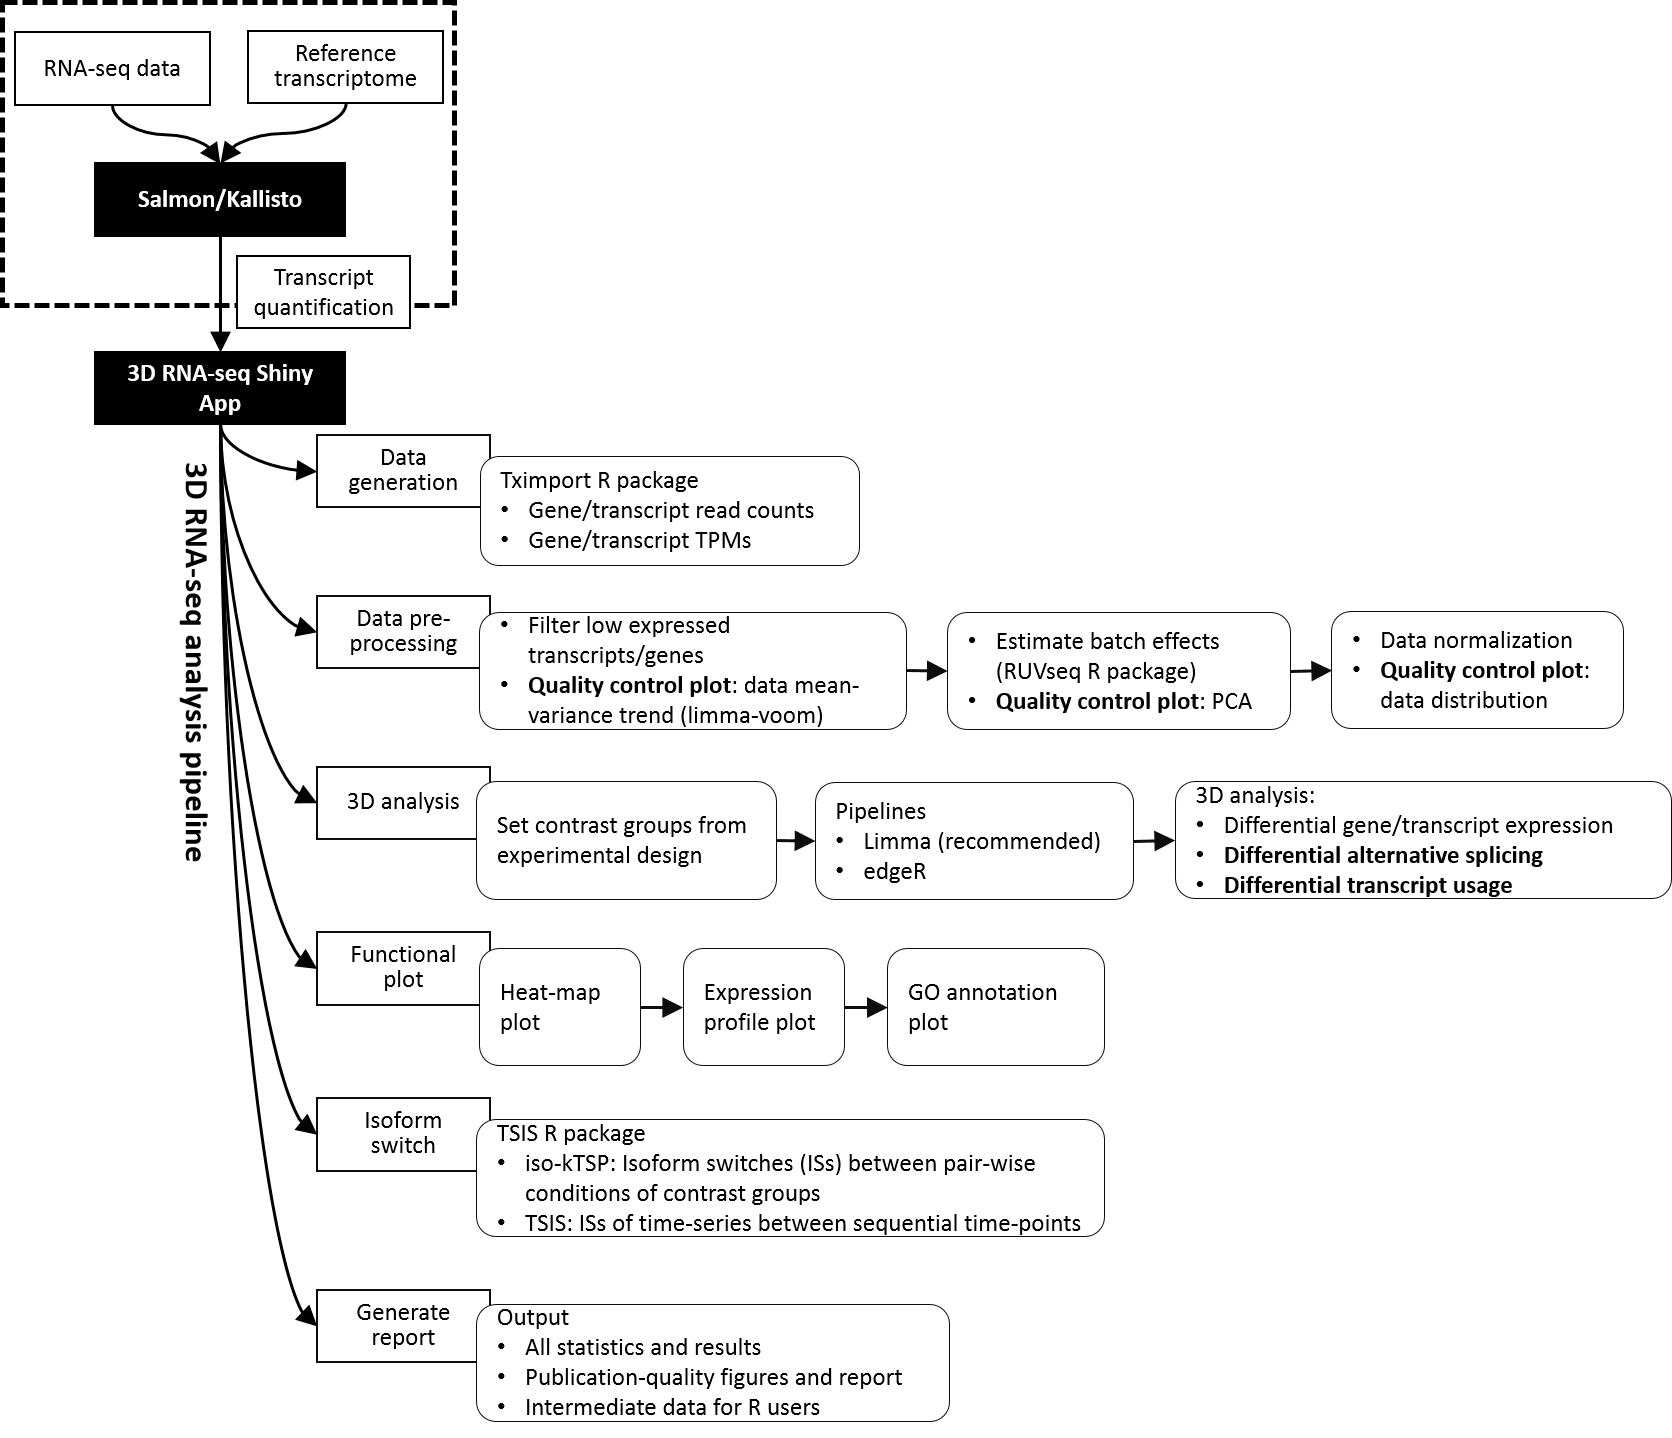 RNA-seq data
Reference
transcriptome
Salmon/Kallisto
Transcript
quantification
3D RNA-seq Shiny
App
3D RNA-seq analysis pipeline
Data
generation
Tximport R package
• Gene/transcript read counts
• Gene/transcript TPMs
Data pre-
processing
• Filter low expressed
transcripts/genes
• Quality control plot: data mean-
variance trend (limma-voom)
• Estimate batch effects
(RUVseq R package)
• Quality control plot: PCA
• Data normalization
• Quality control plot:
data distribution
3D analysis
Set contrast groups from
experimental design
Pipelines
• Limma (recommended)
• edgeR
3D analysis:
• Differential gene/transcript expression
• Differential alternative splicing
• Differential transcript usage
Functional
plot
Heat-map
plot
Expression
profile plot
GO annotation
plot
Isoform
switch
TSIS R package
• iso-kTSP: Isoform switches (ISs) between pair-wise
conditions of contrast groups
• TSIS: ISs of time-series between sequential time-points
Generate
report
Output
• All statistics and results
• Publication-quality figures and report
• Intermediate data for R users